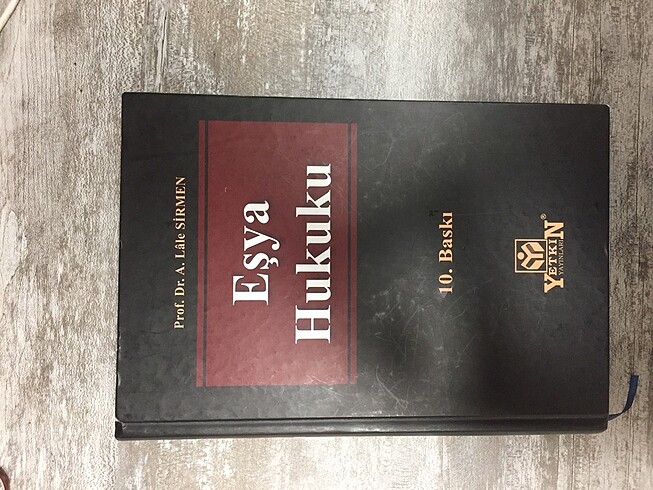 Prof. Dr. A. Lâle SİRMEN
Eşya
Hukuku
10. Baskı
YETKİN®
YAYINLARI